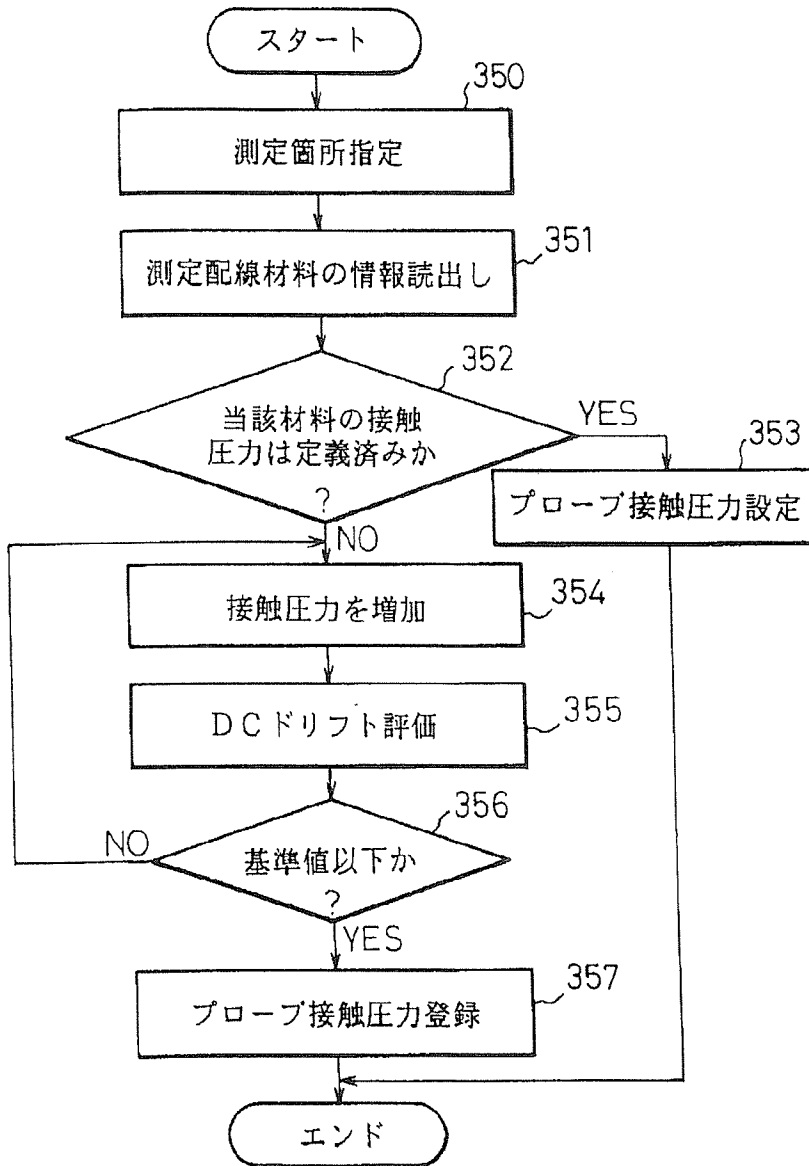 スタート
350
測定箇所指定
351
測定配線材料の情報読出し
352
当該材料の接触
圧力は定義済みか
?
YES
353
プローブ接触圧力設定
NO
接触圧力を増加
354
DCドリフト評価
355
356
基準値以下か
?
NO
YES
357
プローブ接触圧力登録
エンド